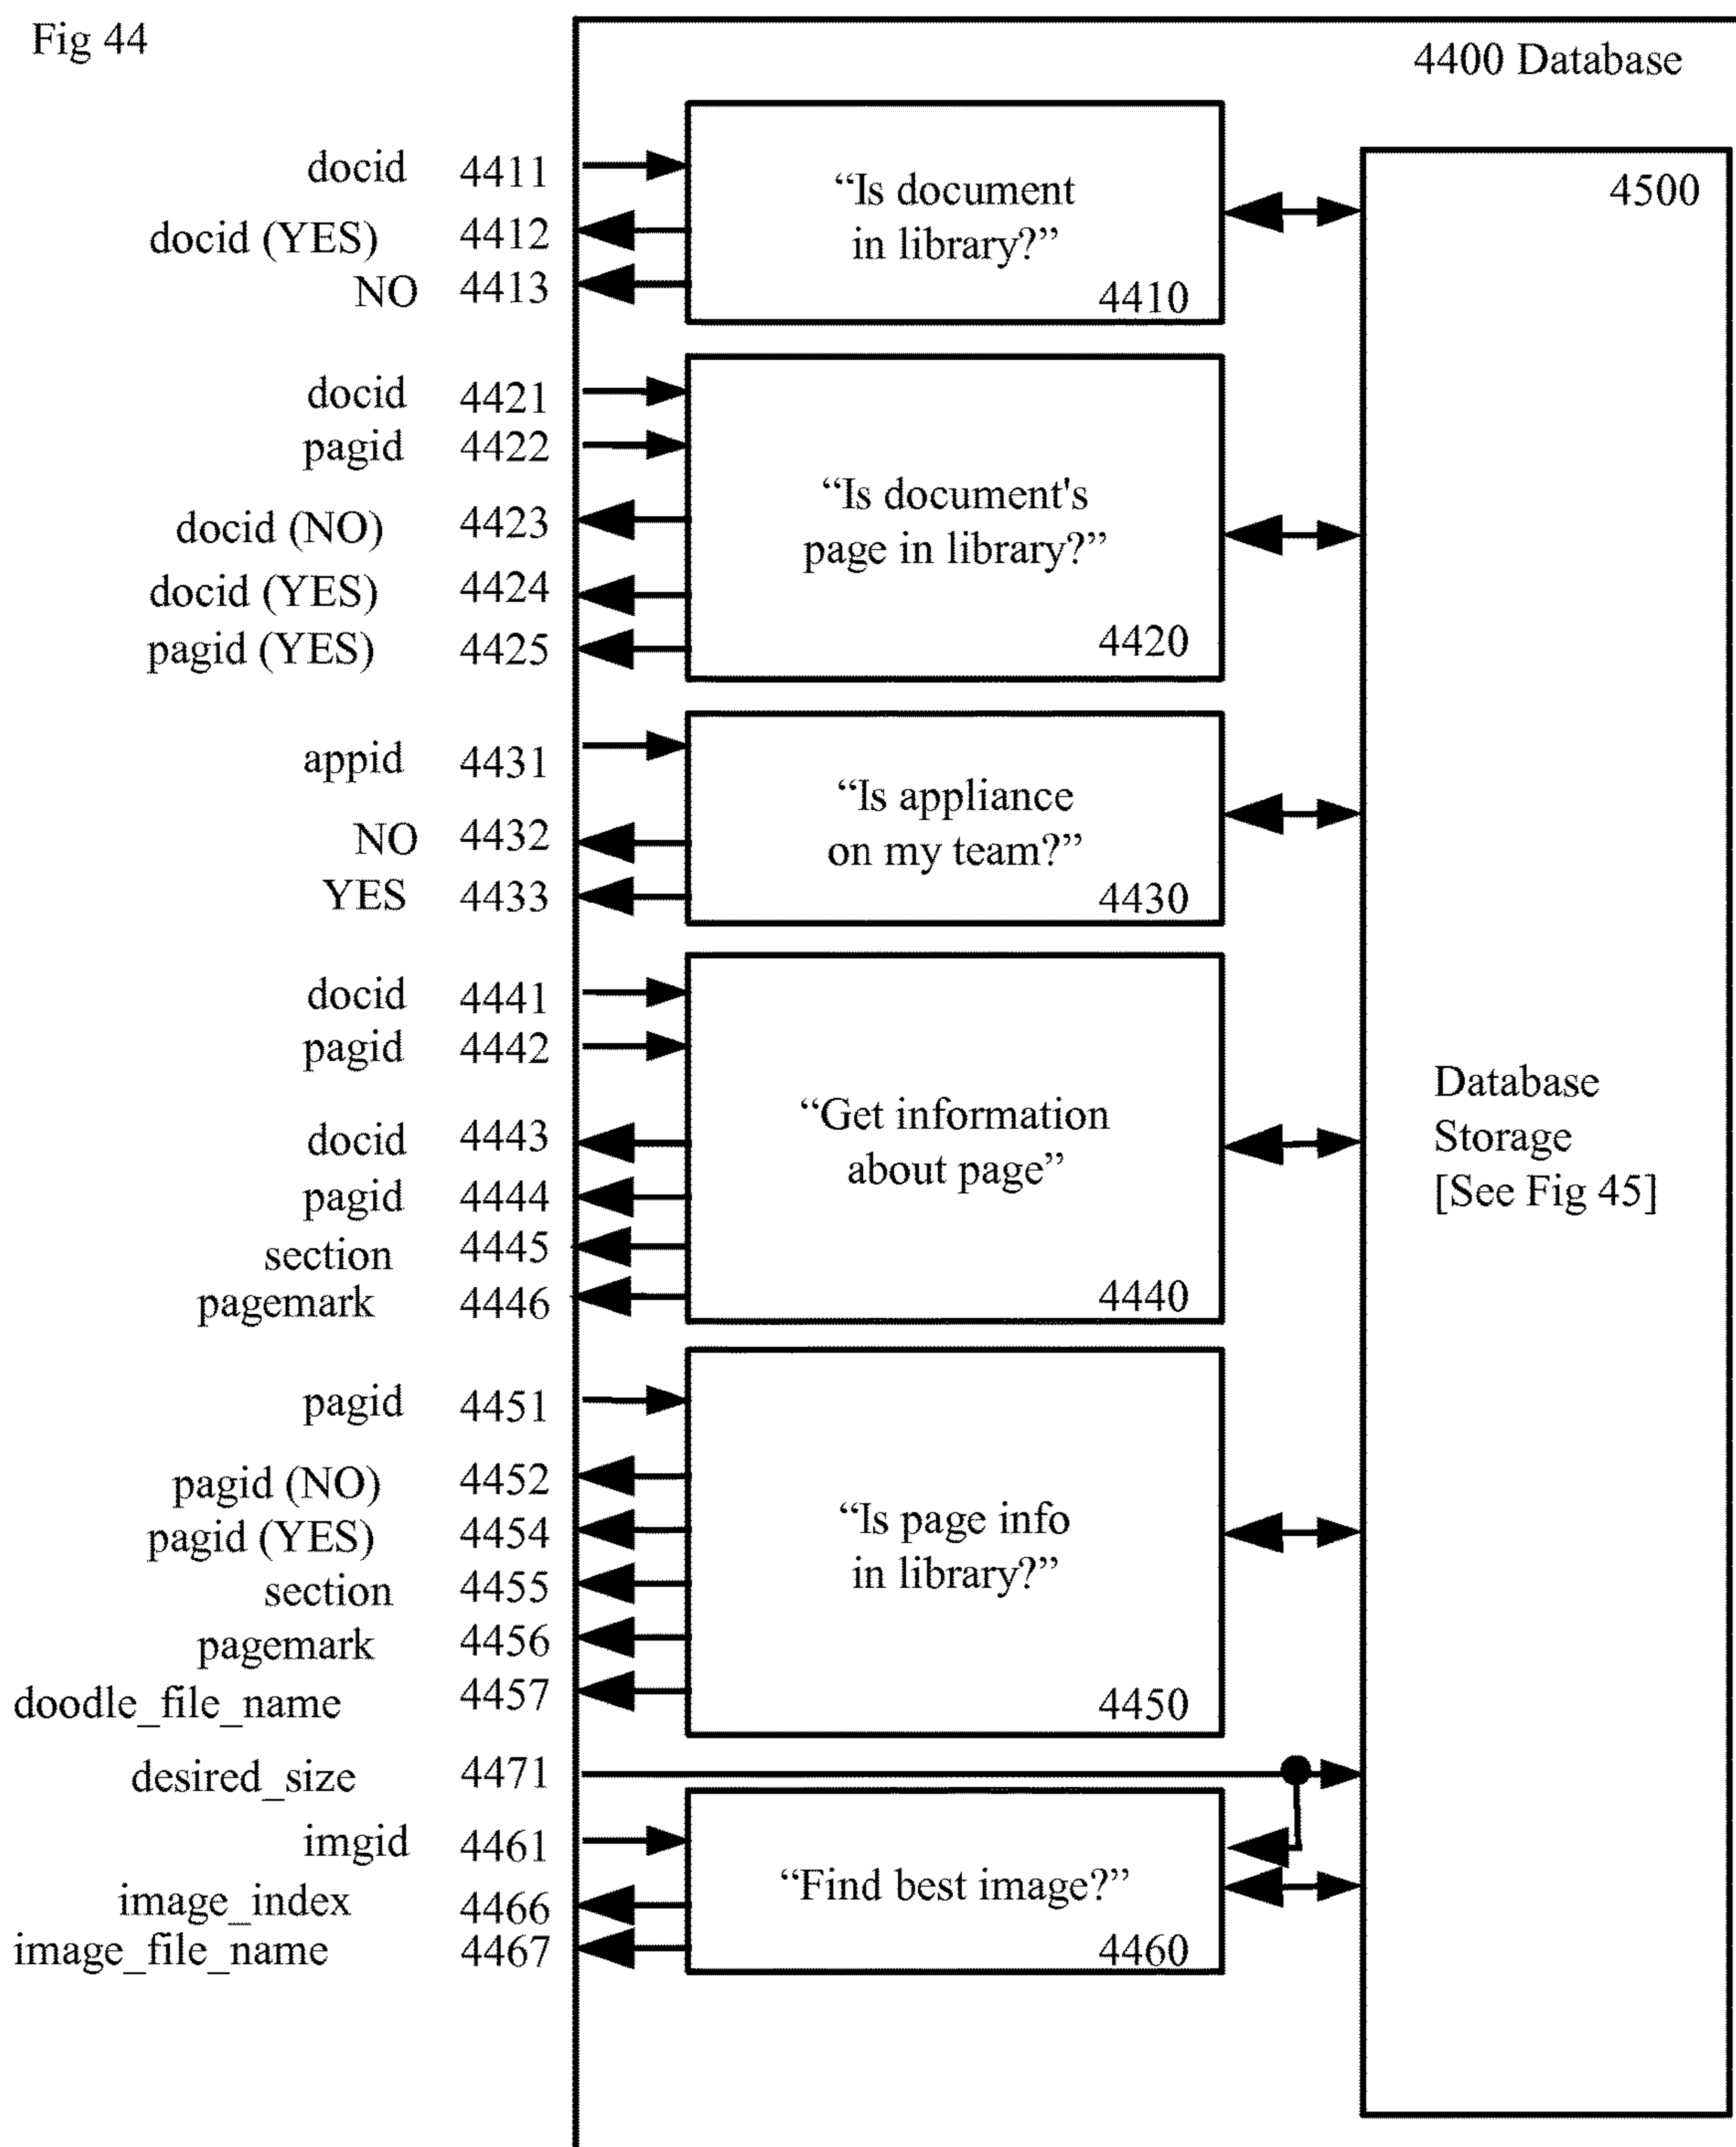 Fig 44
4400 Database
4500
docid 4411
docid (YES) 4412
NO 4413
“Is document
in library?”
4410
docid 4421
pagid 4422
docid (NO) 4423
docid (YES) 4424
pagid (YES) 4425
“Is document's
page in library?”
4420
appid 4431
NO 4432
YES 4433
“Is appliance
on my team?”
4430
docid 4441
pagid 4442
docid 4443
pagid 4444
section 4445
pagemark 4446
“Get information
about page”
4440
Database
Storage
[See Fig 45]
pagid 4451
pagid (NO) 4452
pagid (YES) 4454
section 4455
pagemark 4456
doodle_file_name 4457
“Is page info
in library?”
4450
desired_size 4471
imgid 4461
image_index 4466
image_file_name 4467
“Find best image?”
4460